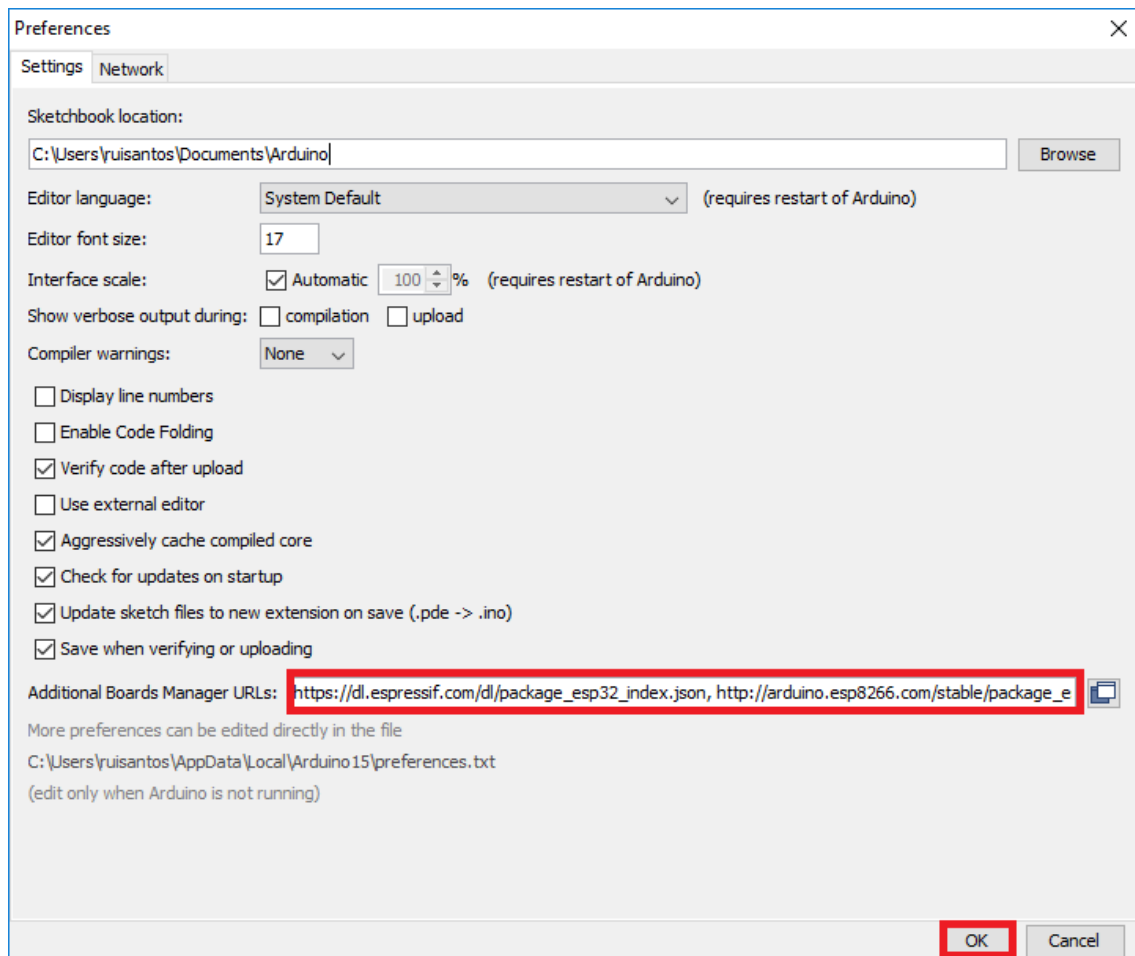 Preferences
Settings Network
Sketchbook location:
C:\Users\ruisantos\Documents\Arduino Browse
Editor language: System Default (requires restart of Arduino)
Editor font size: 17
Interface scale: Automatic 100 % (requires restart of Arduino)
Show verbose output during: compilation upload
Compiler warnings: None
Display line numbers
Enable Code Folding
Verify code after upload
Use external editor
Aggressively cache compiled core
Check for updates on startup
Update sketch files to new extension on save (.pde -> .ino)
Save when verifying or uploading
Additional Boards Manager URLs: https://dl.espressif.com/dl/package_esp32_index.json, http://arduino.esp8266.com/stable/package_e
More preferences can be edited directly in the file
C:\Users\ruisantos\AppData\Local\Arduino15\preferences.txt
(edit only when Arduino is not running)
OK Cancel